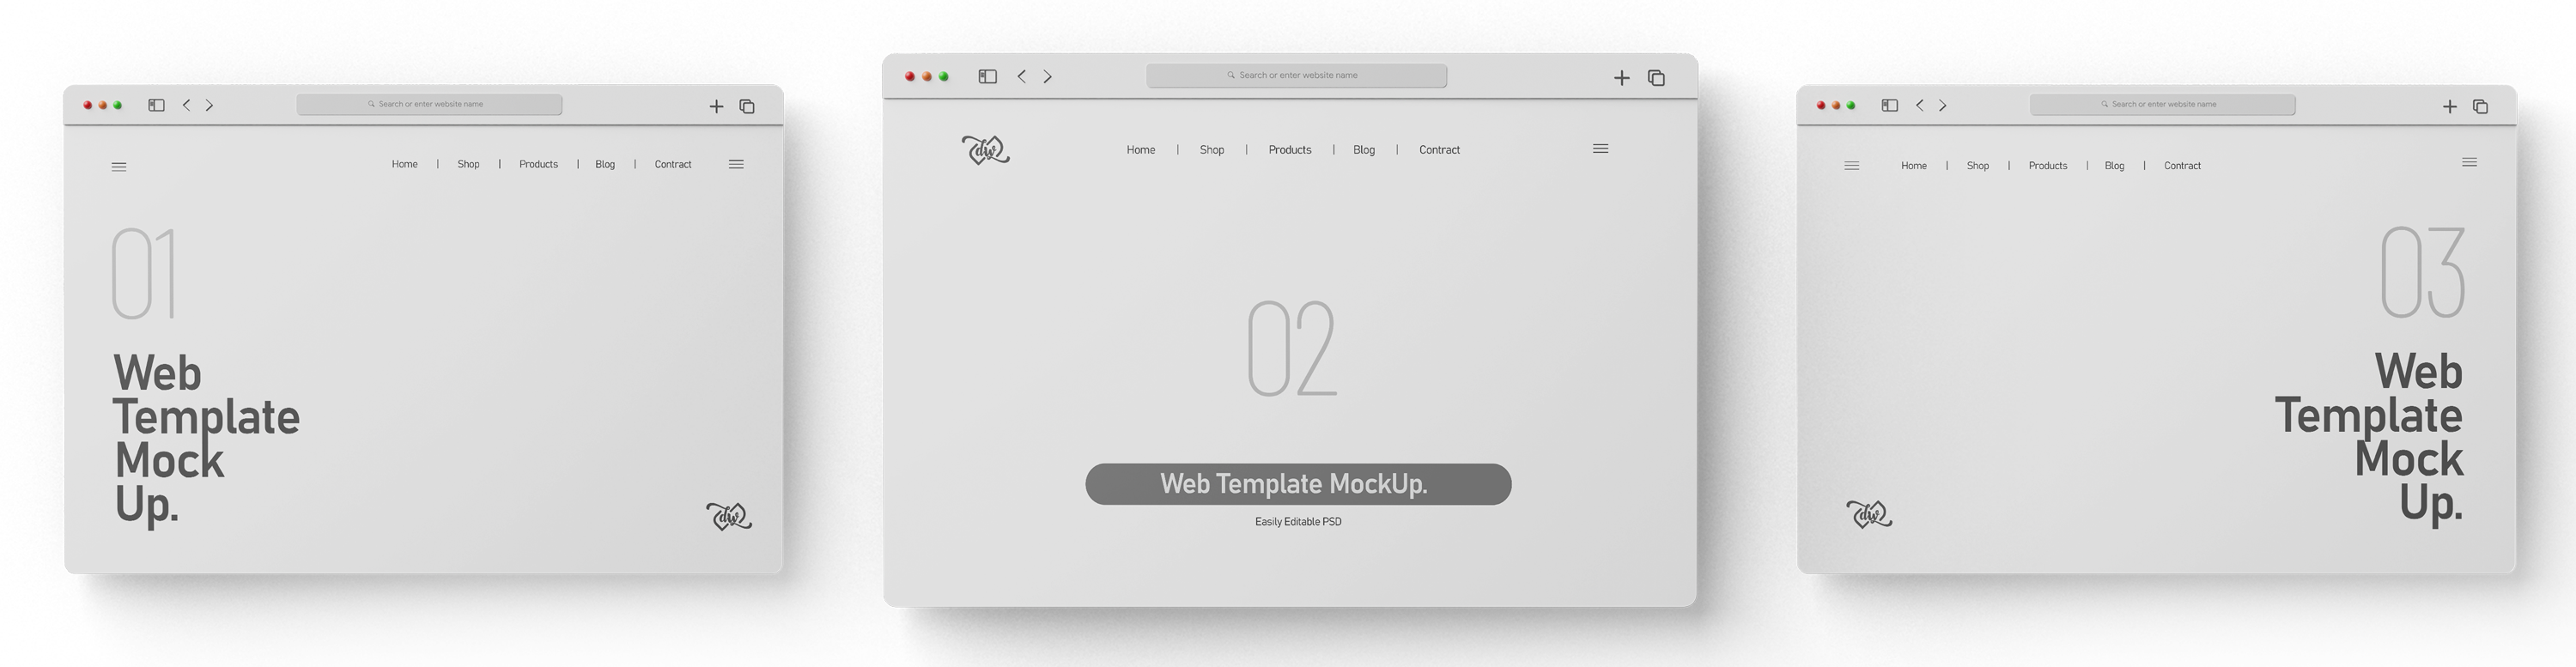 Search or enter website name
Home | Shop | Products | Blog | Contract
01
Web
Template
Mock
Up.
dw
Search or enter website name
dw
Home | Shop | Products | Blog | Contract
02
Web Template MockUp.
Easily Editable PSD
Search or enter website name
Home | Shop | Products | Blog | Contract
03
Web
Template
Mock
Up.
dw